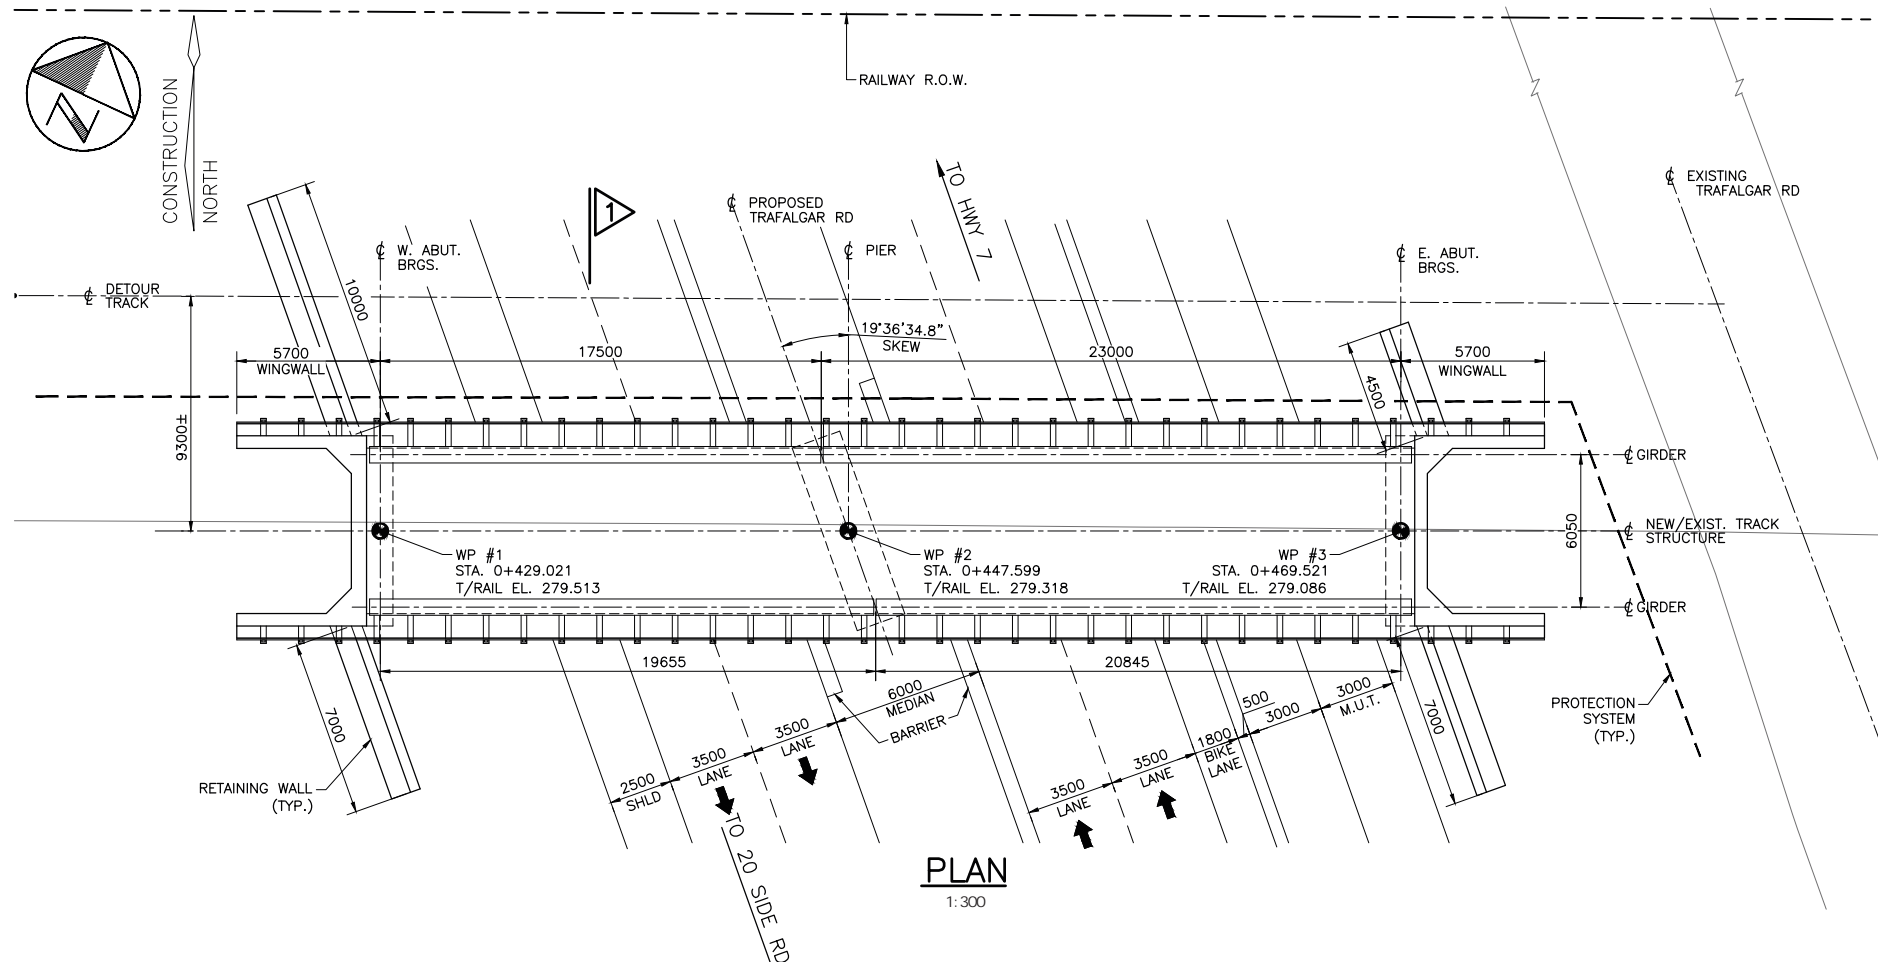 RAILWAY R.O.W.
CONSTRUCTION
NORTH
N
1
℄ PROPOSED
TRAFALGAR RD
TO HWY 7
℄ EXISTING
TRAFALGAR RD
℄ W. ABUT.
BRGS.
℄ PIER
℄ E. ABUT.
BRGS.
℄ DETOUR
TRACK
10000
19°36'34.8"
SKEW
5700
WINGWALL
17500
23000
5700
WINGWALL
4500
9320±
℄ GIRDER
6050
℄ NEW/EXIST. TRACK
STRUCTURE
℄ GIRDER
WP #1
STA. 0+429.021
T/RAIL EL. 279.513
WP #2
STA. 0+447.599
T/RAIL EL. 279.318
WP #3
STA. 0+469.521
T/RAIL EL. 279.086
19655
20845
7000
RETAINING WALL
(TYP.)
2500
SHLD
3500
LANE
3500
LANE
6000
MEDIAN
BARRIER
3500
LANE
3500
LANE
1800
BIKE
LANE
500
3000
3000
M.U.T.
7000
PROTECTION
SYSTEM
(TYP.)
TO 20 SIDE RD
PLAN
1:300